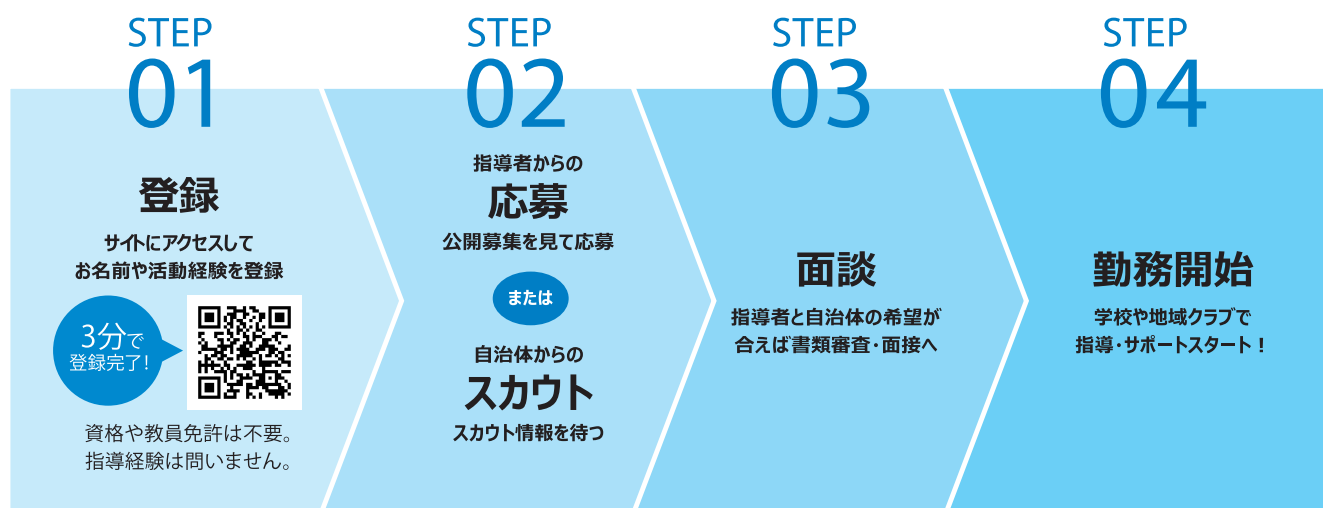 STEP
01
登録
サイトにアクセスして
お名前や活動経験を登録
3分で
登録完了!
資格や教員免許は不要。
指導経験は問いません。
STEP
02
指導者からの
応募
公開募集を見て応募
または
自治体からの
スカウト
スカウト情報を待つ
STEP
03
面談
指導者と自治体の希望が
合えば書類審査・面接へ
STEP
04
勤務開始
学校や地域クラブで
指導・サポートスタート！